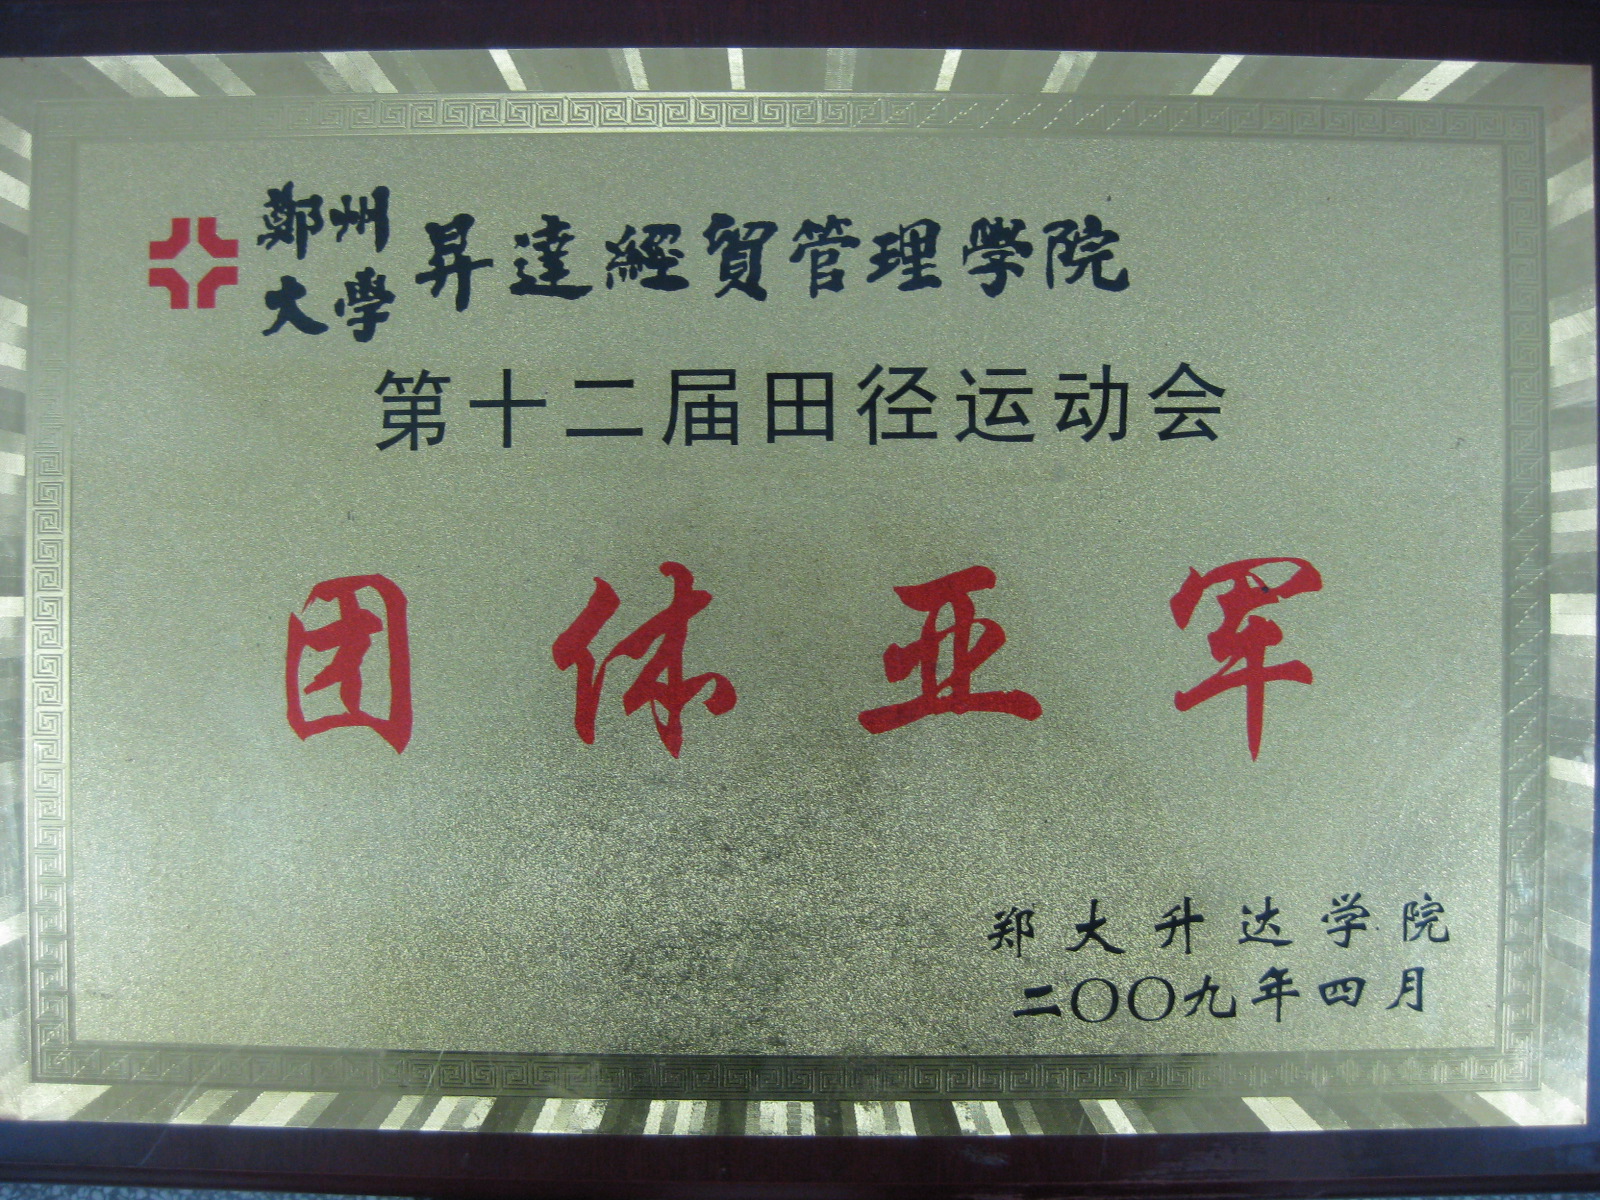 鄭州大學昇達經貿管理學院
第十二届田径运动会
团体亚军
郑大升达学院
二〇〇九年四月